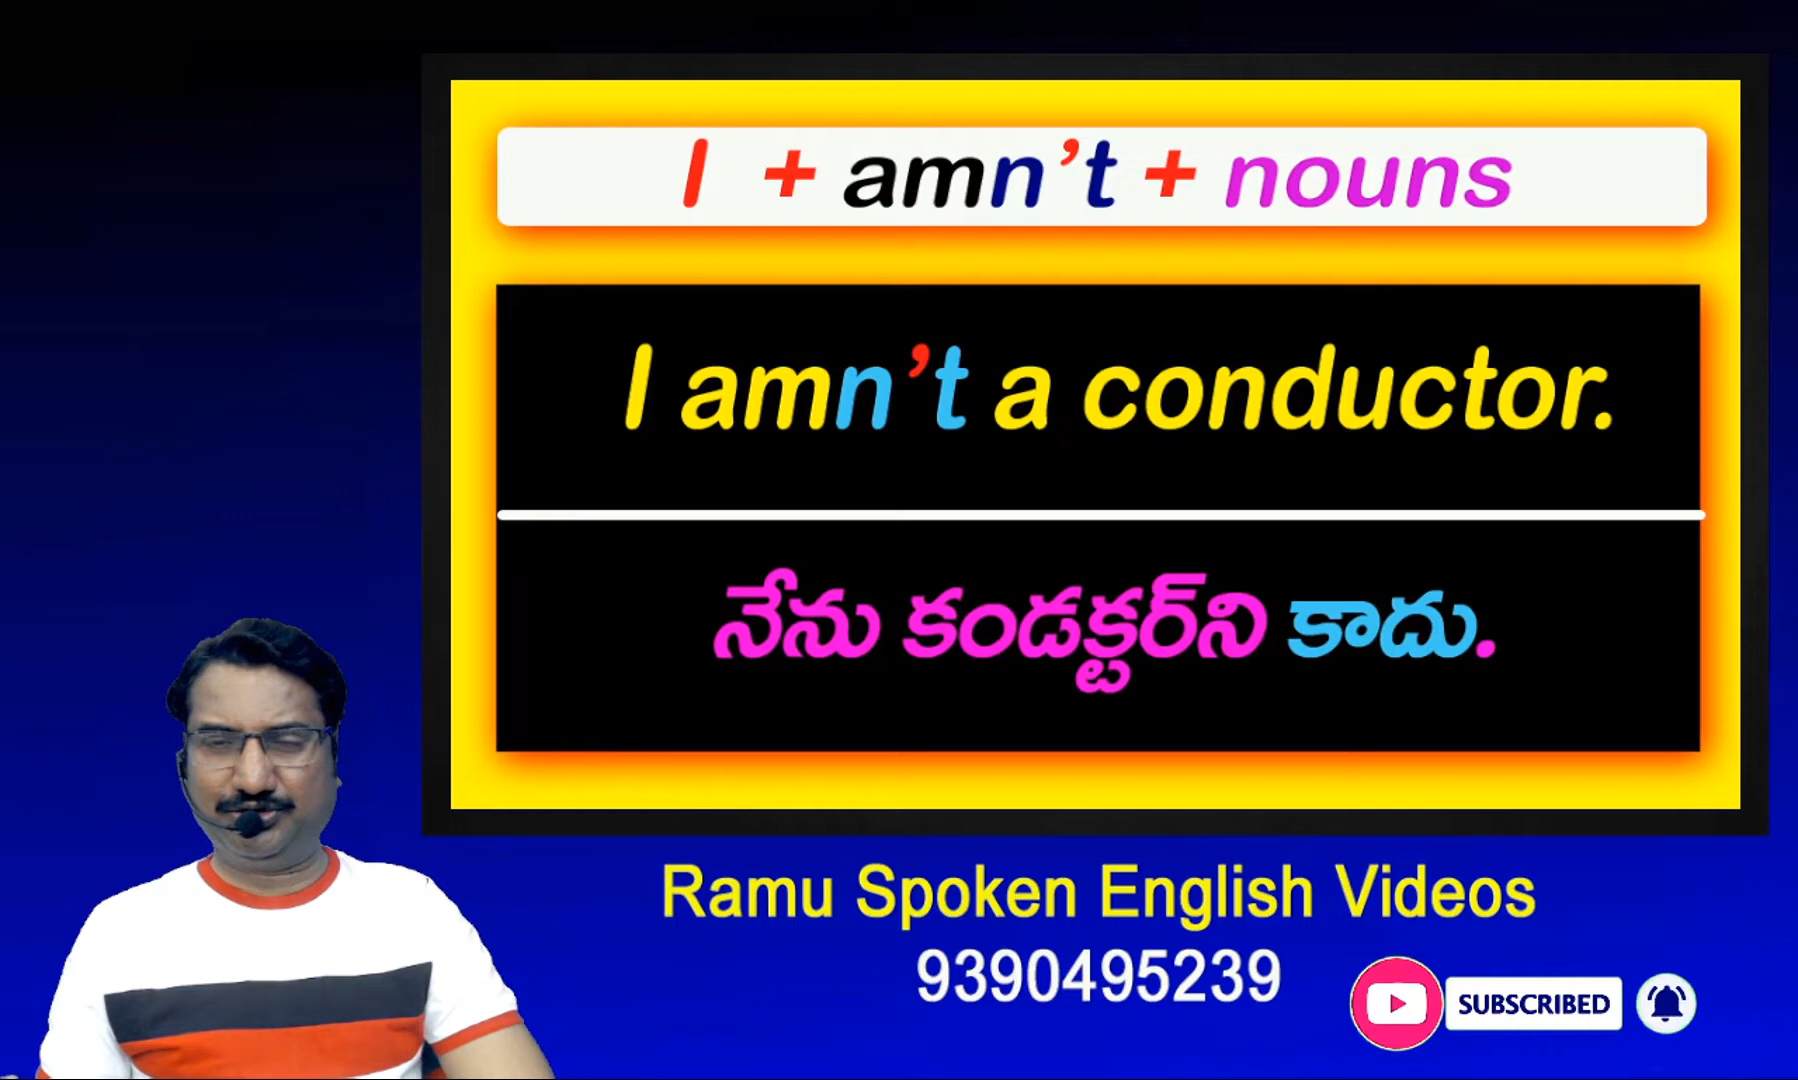 I + amn’t + nouns
I amn’t a conductor.
నేను కండక్టర్‌ని కాదు.
Ramu Spoken English Videos
9390495239
SUBSCRIBED